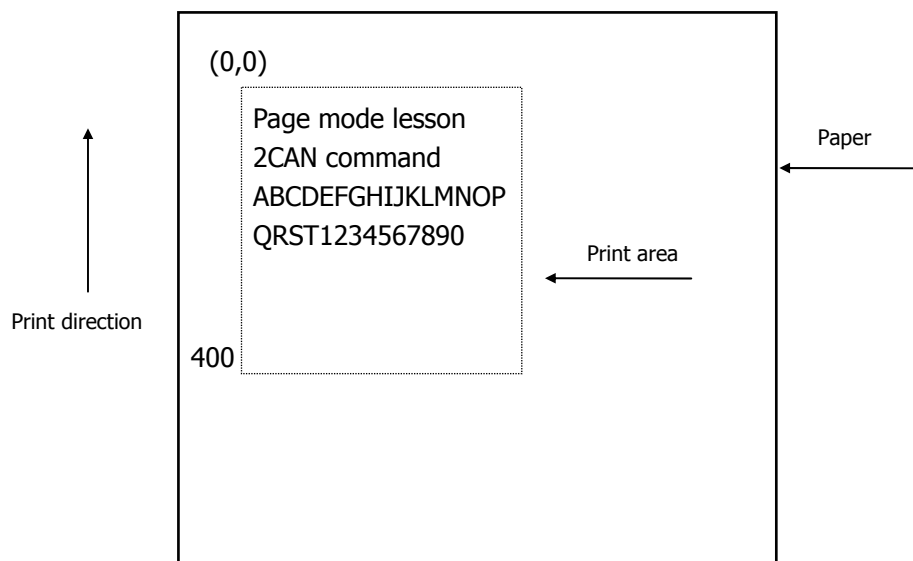 (0,0)
Page mode lesson
2CAN command
ABCDEFGHIJKLMNOP
QRST1234567890
Paper
Print area
Print direction
400